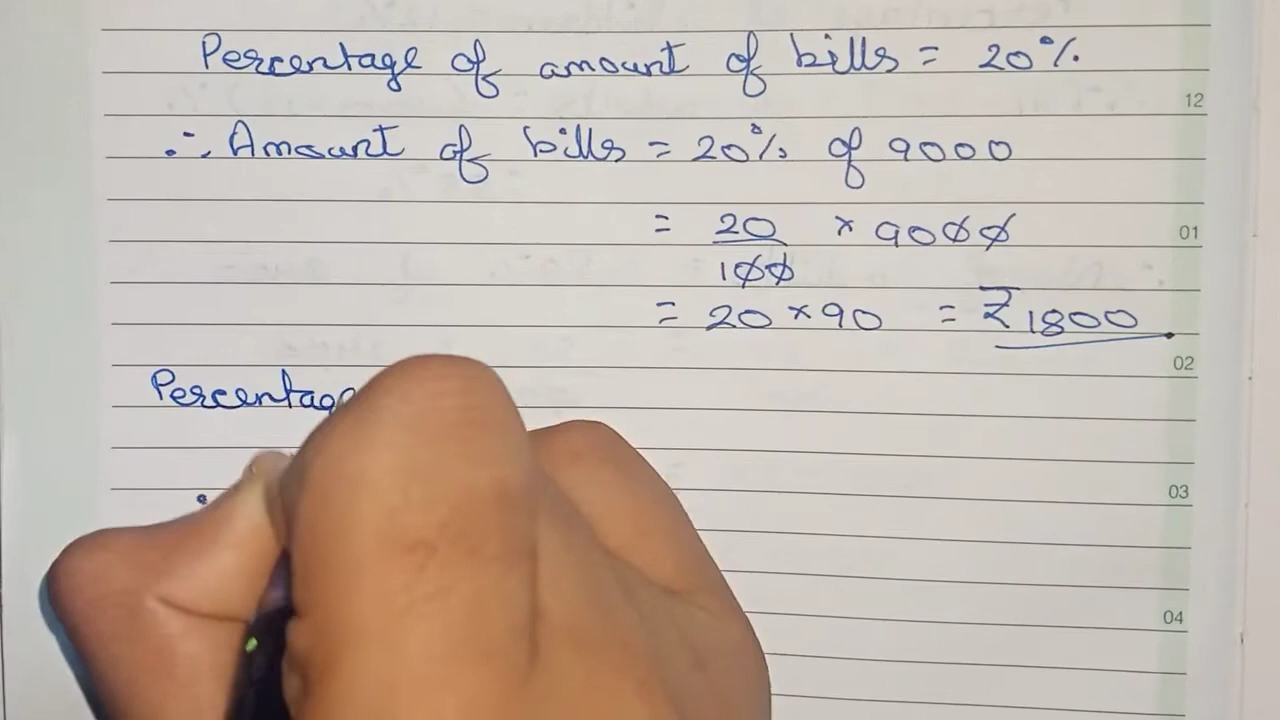 Percentage of amount of bills = 20%
12
∴ Amount of bills = 20% of 9000
= 20/100 × 9000
01
= 20 × 90 = ₹1800
02
Percentage
03
04